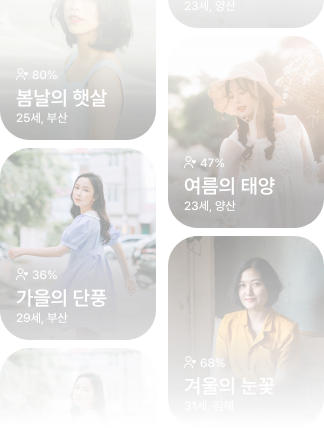 80%
봄날의 햇살
25세, 부산
36%
가을의 단풍
29세, 부산
23세, 양산
47%
여름의 태양
23세, 양산
68%
겨울의 눈꽃
31세, 김해